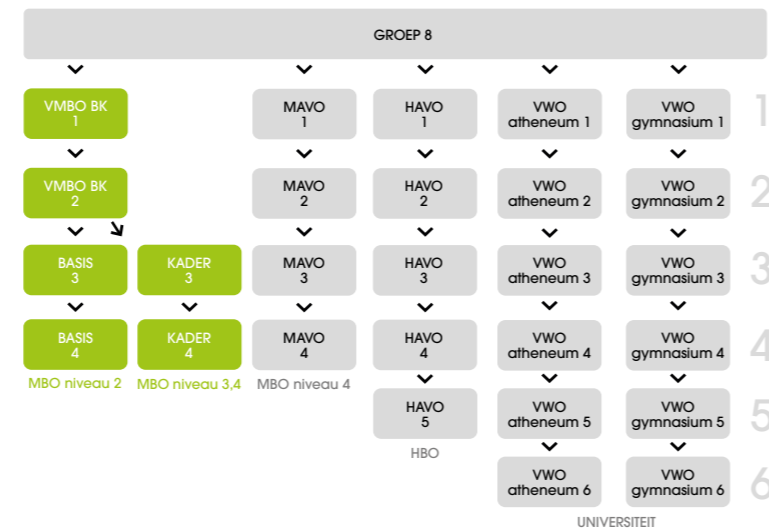 GROEP 8
VMBO BK
1
MAVO
1
HAVO
1
VWO
atheneum 1
VWO
gymnasium 1
1
VMBO BK
2
MAVO
2
HAVO
2
VWO
atheneum 2
VWO
gymnasium 2
2
BASIS
3
KADER
3
MAVO
3
HAVO
3
VWO
atheneum 3
VWO
gymnasium 3
3
BASIS
4
KADER
4
MAVO
4
HAVO
4
VWO
atheneum 4
VWO
gymnasium 4
4
MBO niveau 2
MBO niveau 3,4
MBO niveau 4
HAVO
5
VWO
atheneum 5
VWO
gymnasium 5
5
HBO
VWO
atheneum 6
VWO
gymnasium 6
6
UNIVERSITEIT